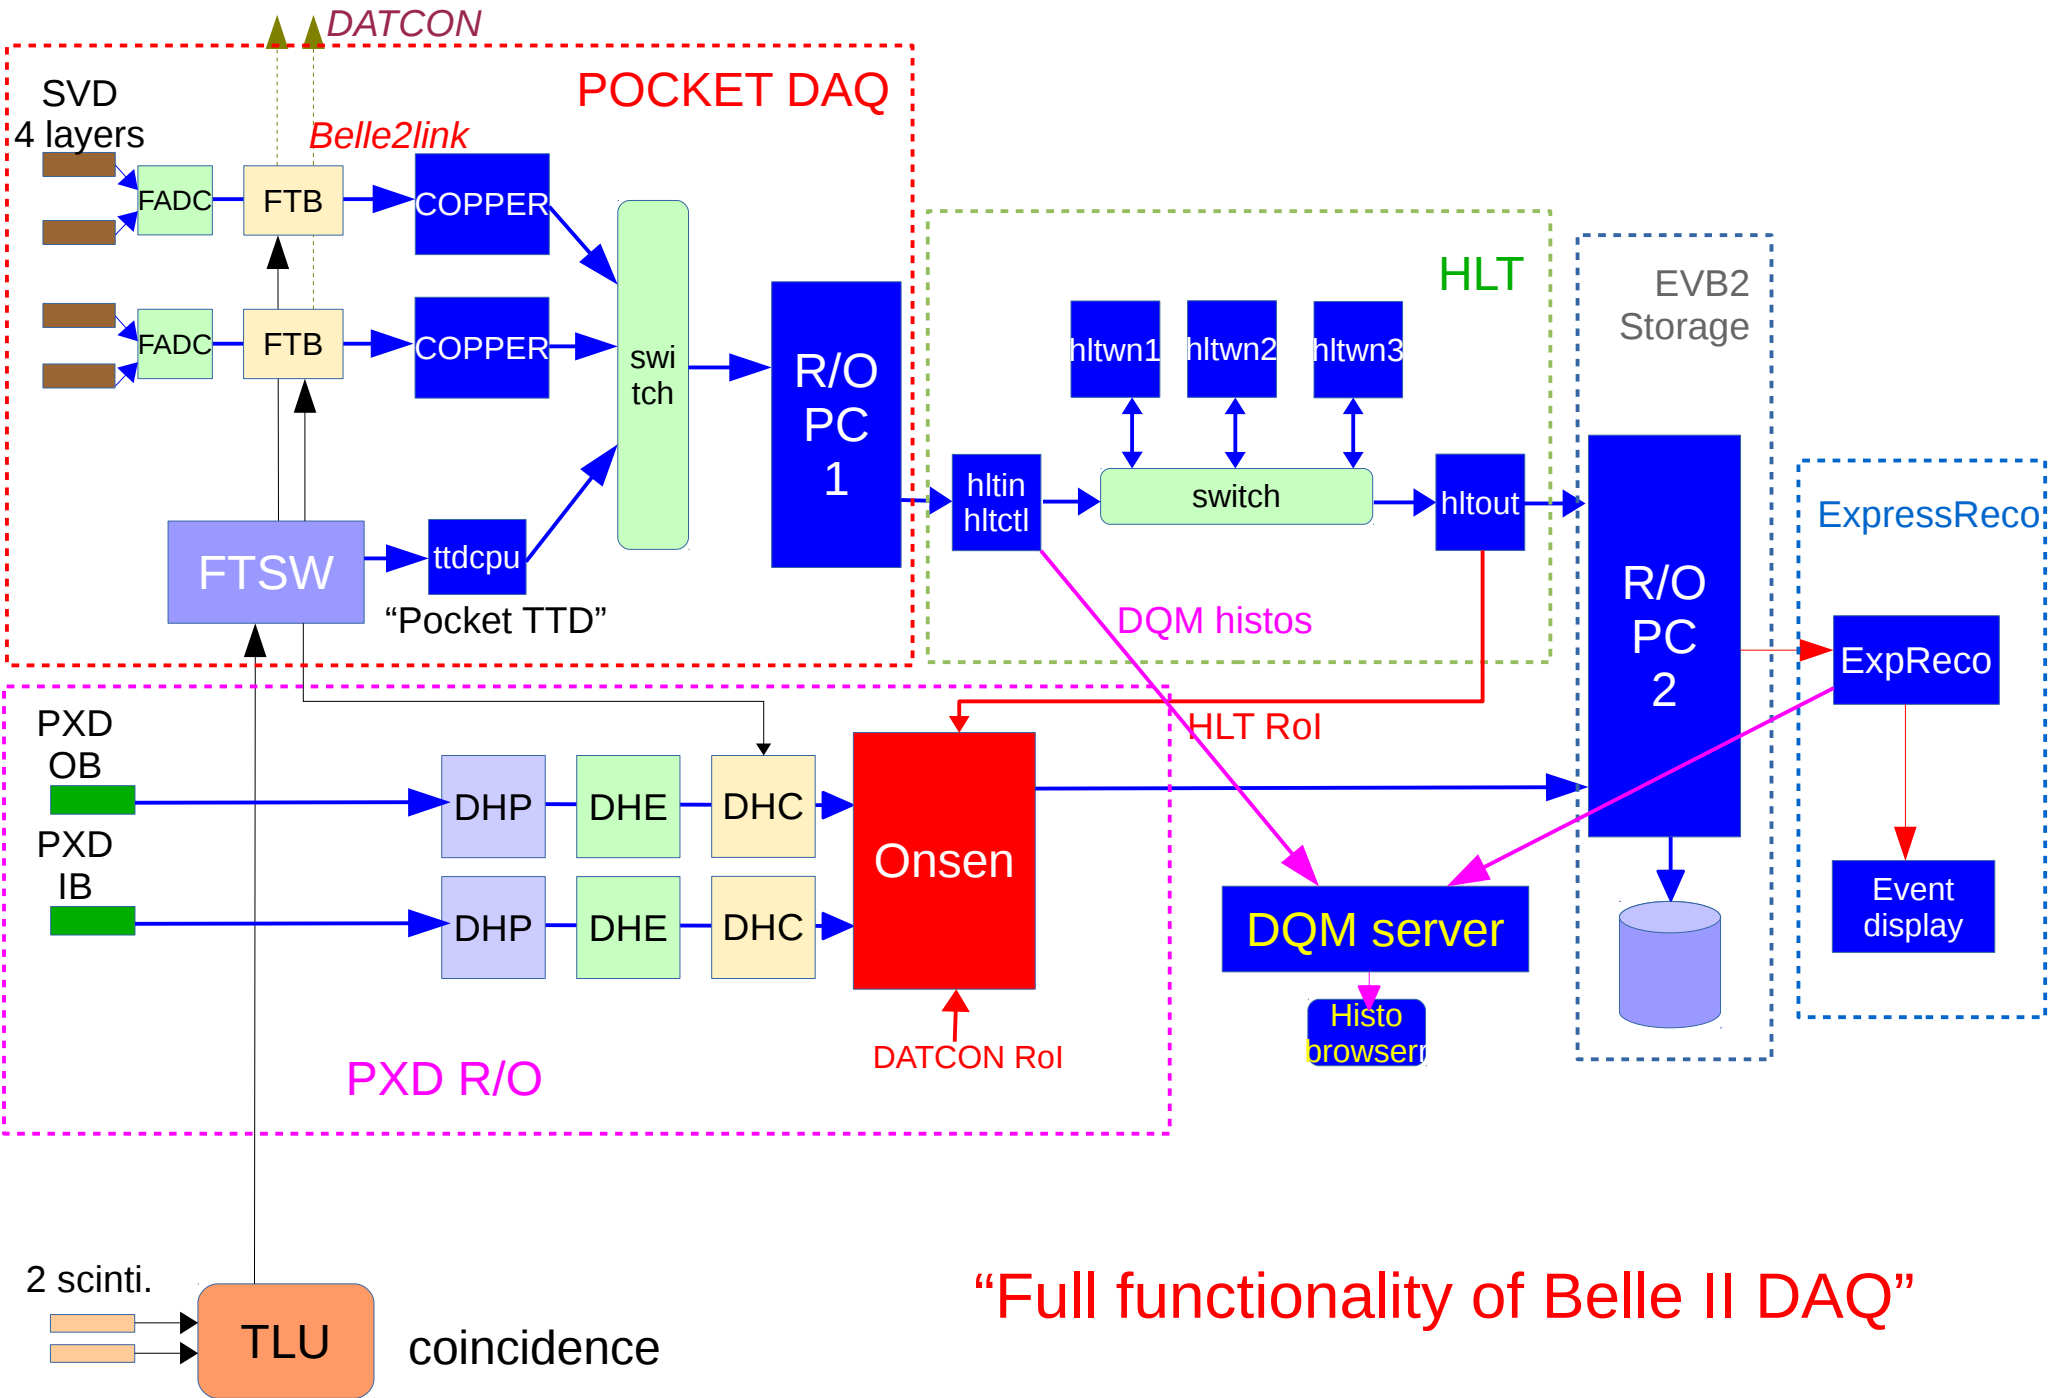 DATCON
POCKET DAQ
SVD
4 layers
Belle2link
FADC
FTB
COPPER
FADC
FTB
COPPER
swi
tch
R/O
PC
1
FTSW
ttdcpu
“Pocket TTD”
HLT
hltwn1
hltwn2
hltwn3
hltin
hltctl
switch
hltout
DQM histos
HLT RoI
EVB2
Storage
R/O
PC
2
ExpressReco
ExpReco
Event
display
PXD
OB
DHP
DHE
DHC
PXD
IB
DHP
DHE
DHC
Onsen
DATCON RoI
PXD R/O
DQM server
Histo
browserr
2 scinti.
TLU
coincidence
“Full functionality of Belle II DAQ”